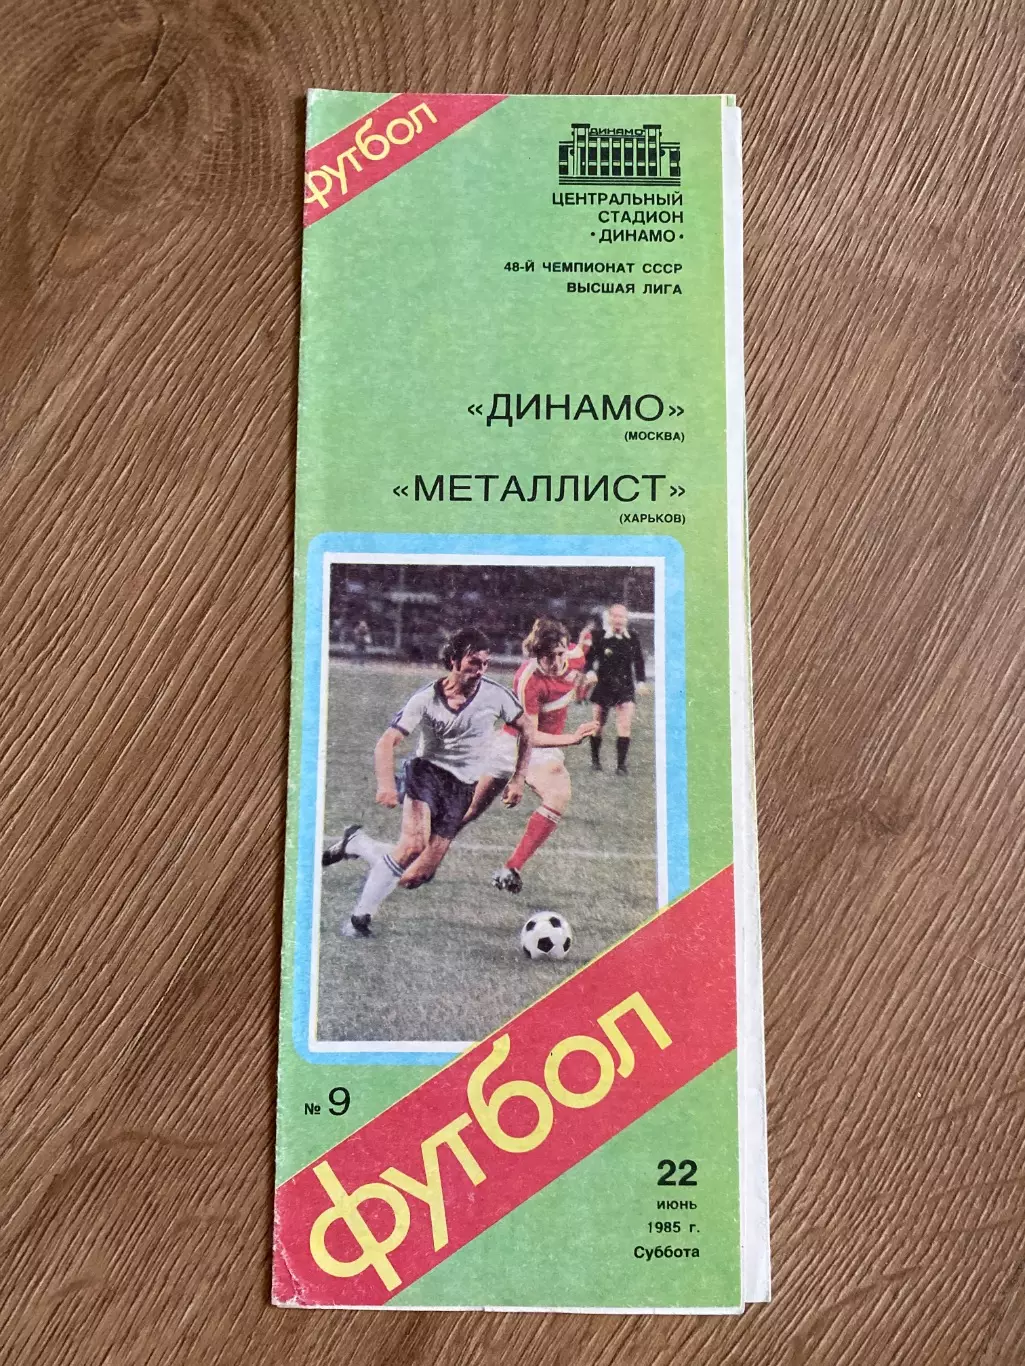 футбол
ДИНАМО
ЦЕНТРАЛЬНЫЙ
СТАДИОН
• ДИНАМО •
48-Й ЧЕМПИОНАТ СССР
ВЫСШАЯ ЛИГА
«ДИНАМО»
(МОСКВА)
«МЕТАЛЛИСТ»
(ХАРЬКОВ)
№ 9
футбол
22
июнь
1985 г.
Суббота